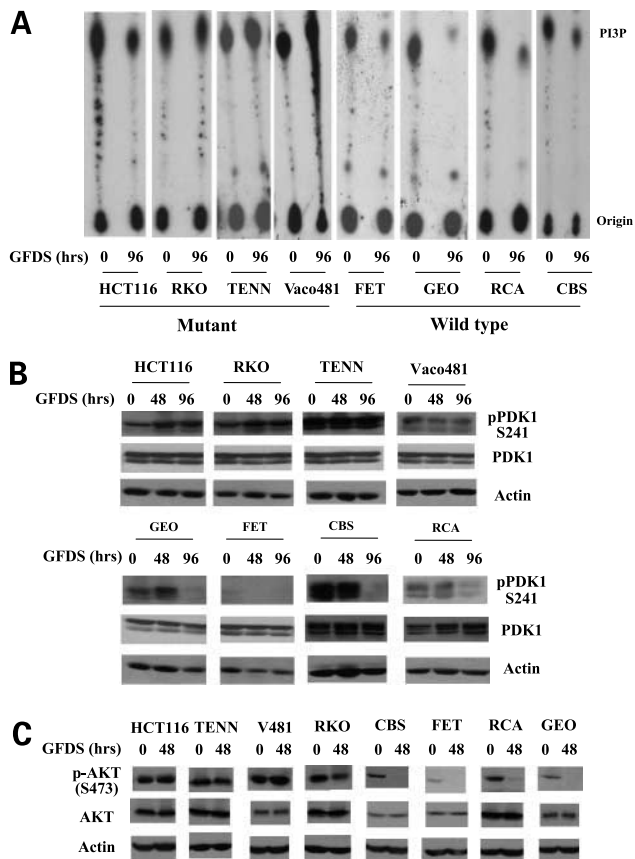 A
PI3P
Origin
GFDS (hrs) 0 96 0 96 0 96 0 96 0 96 0 96 0 96 0 96
HCT116 RKO TENN Vaco481 FET GEO RCA CBS
Mutant Wild type
B
HCT116 RKO TENN Vaco481
GFDS (hrs) 0 48 96 0 48 96 0 48 96 0 48 96
pPDK1
S241
PDK1
Actin
GEO FET CBS RCA
GFDS (hrs) 0 48 96 0 48 96 0 48 96 0 48 96
pPDK1
S241
PDK1
Actin
C
HCT116 TENN V481 RKO CBS FET RCA GEO
GFDS (hrs) 0 48 0 48 0 48 0 48 0 48 0 48 0 48 0 48
p-AKT
(S473)
AKT
Actin